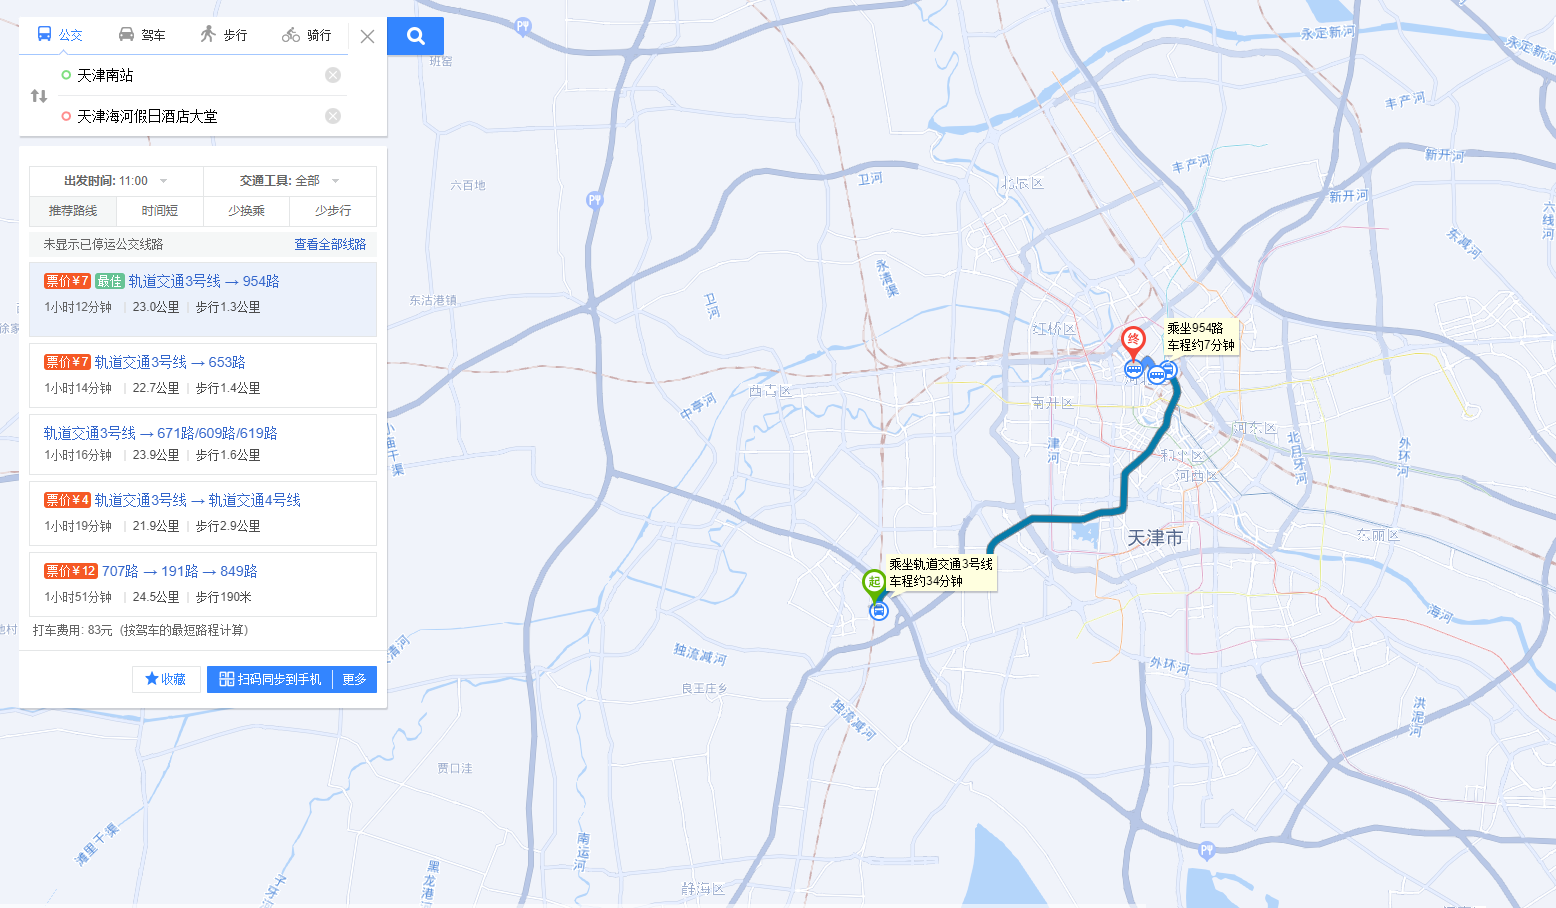 公交 驾车 步行 骑行
天津南站
天津海河假日酒店大堂
出发时间: 11:00 交通工具: 全部
推荐路线 时间短 少换乘 少步行
未显示已停运公交线路 查看全部线路
票价¥7 最佳 轨道交通3号线 → 954路
1小时12分钟 | 23.0公里 | 步行1.3公里
票价¥7 轨道交通3号线 → 653路
1小时14分钟 | 22.7公里 | 步行1.4公里
轨道交通3号线 → 671路/609路/619路
1小时16分钟 | 23.9公里 | 步行1.6公里
票价¥4 轨道交通3号线 → 轨道交通4号线
1小时19分钟 | 21.9公里 | 步行2.9公里
票价¥12 707路 → 191路 → 849路
1小时51分钟 | 24.5公里 | 步行190米
打车费用: 83元（按驾车的最短路程计算）
收藏 扫码同步到手机 更多
班窑
永定新河
永定新河
丰产河
新开河
丰产河
北辰区
卫河
六百地
新开河
六线河
东减河
永清渠
东沽港镇
卫河
红桥区
终
乘坐954路
车程约7分钟
西青区
中亭河
南开区
河东区
津河
和平区
河西区
北月牙河
外环河
天津市
东丽区
乘坐轨道交通3号线
车程约34分钟
起
海河
独流减河
外环河
良王庄乡
独流减河
洪泥河
贾口洼
南运河
黑龙港河
子牙河
静海区